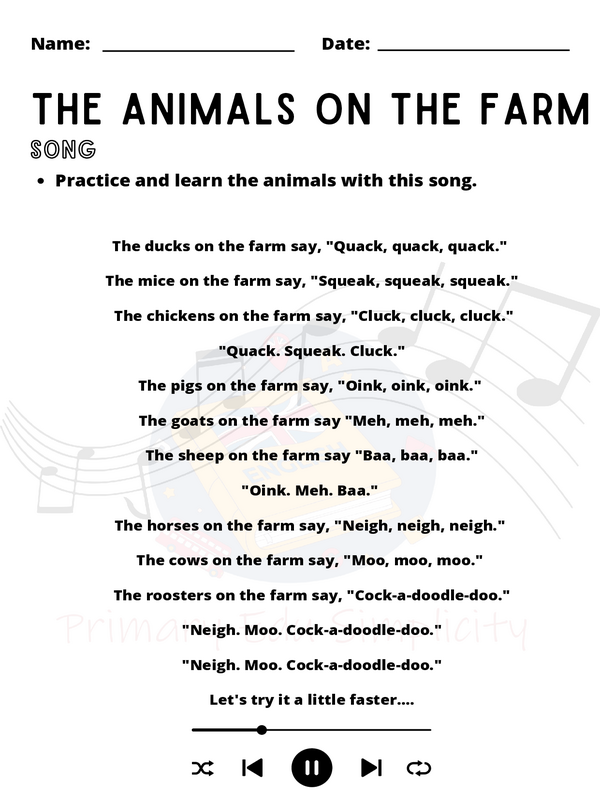 Name:
Date:
THE ANIMALS ON THE FARM
SONG
• Practice and learn the animals with this song.
The ducks on the farm say, "Quack, quack, quack."
The mice on the farm say, "Squeak, squeak, squeak."
The chickens on the farm say, "Cluck, cluck, cluck."
"Quack. Squeak. Cluck."
The pigs on the farm say, "Oink, oink, oink."
The goats on the farm say "Meh, meh, meh."
The sheep on the farm say "Baa, baa, baa."
ENGLISH
"Oink. Meh. Baa."
The horses on the farm say, "Neigh, neigh, neigh."
The cows on the farm say, "Moo, moo, moo."
The roosters on the farm say, "Cock-a-doodle-doo."
Primary Edu Simplicity
"Neigh. Moo. Cock-a-doodle-doo."
"Neigh. Moo. Cock-a-doodle-doo."
Let's try it a little faster....